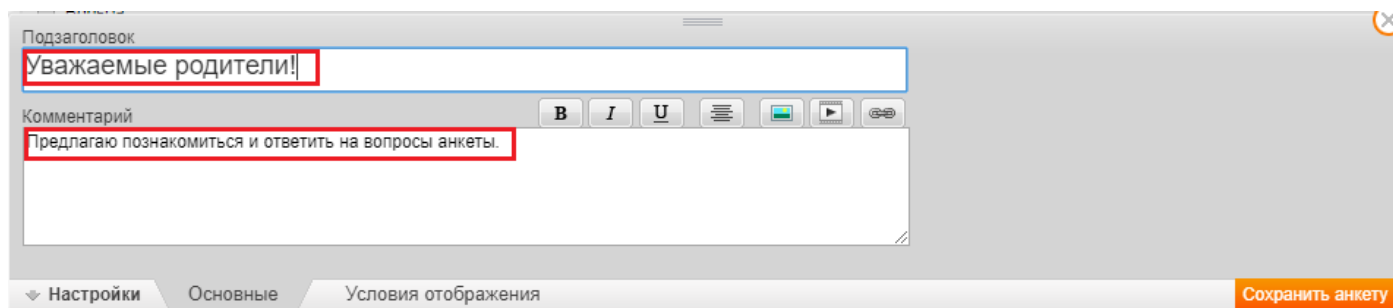 Подзаголовок
Уважаемые родители!
Комментарий
B I U
Предлагаю познакомиться и ответить на вопросы анкеты.
Настройки Основные Условия отображения Сохранить анкету